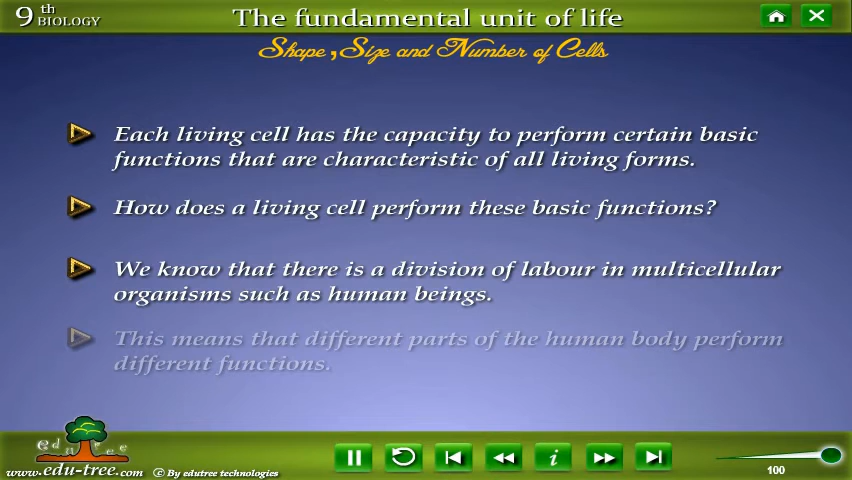 9th BIOLOGY
The fundamental unit of life
Shape, Size and Number of Cells
Each living cell has the capacity to perform certain basic
functions that are characteristic of all living forms.
How does a living cell perform these basic functions?
We know that there is a division of labour in multicellular
organisms such as human beings.
This means that different parts of the human body perform
different functions.
edutree
www.edu-tree.com © By edutree technologies
i
100